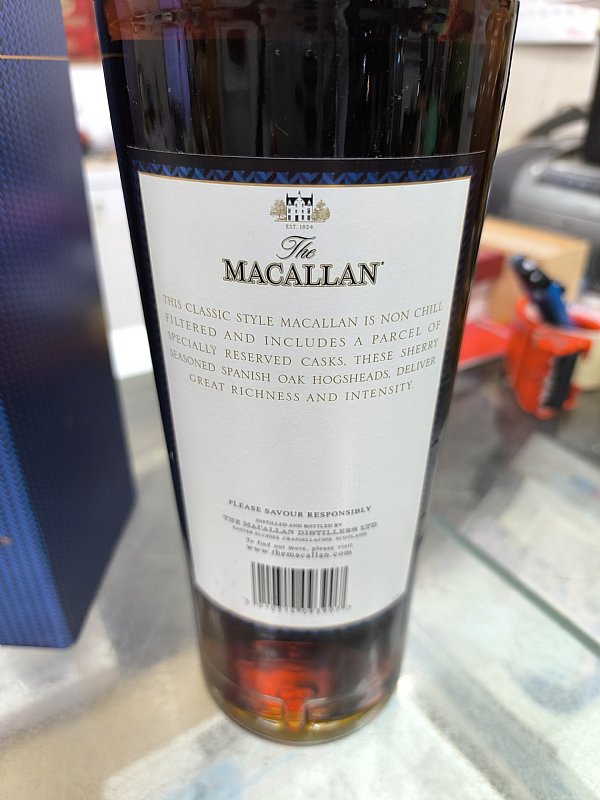 EST. 1824
The
MACALLAN
THIS CLASSIC STYLE MACALLAN IS NON CHILL
FILTERED AND INCLUDES A PARCEL OF
SPECIALLY RESERVED CASKS. THESE SHERRY
SEASONED SPANISH OAK HOGSHEADS, DELIVER
GREAT RICHNESS AND INTENSITY.
PLEASE SAVOUR RESPONSIBLY
DISTILLED AND BOTTLED BY
THE MACALLAN DISTILLERS LTD
EASTER ELCHIES, CRAIGELLACHIE, SCOTLAND
To find out more, please visit
www.themacallan.com